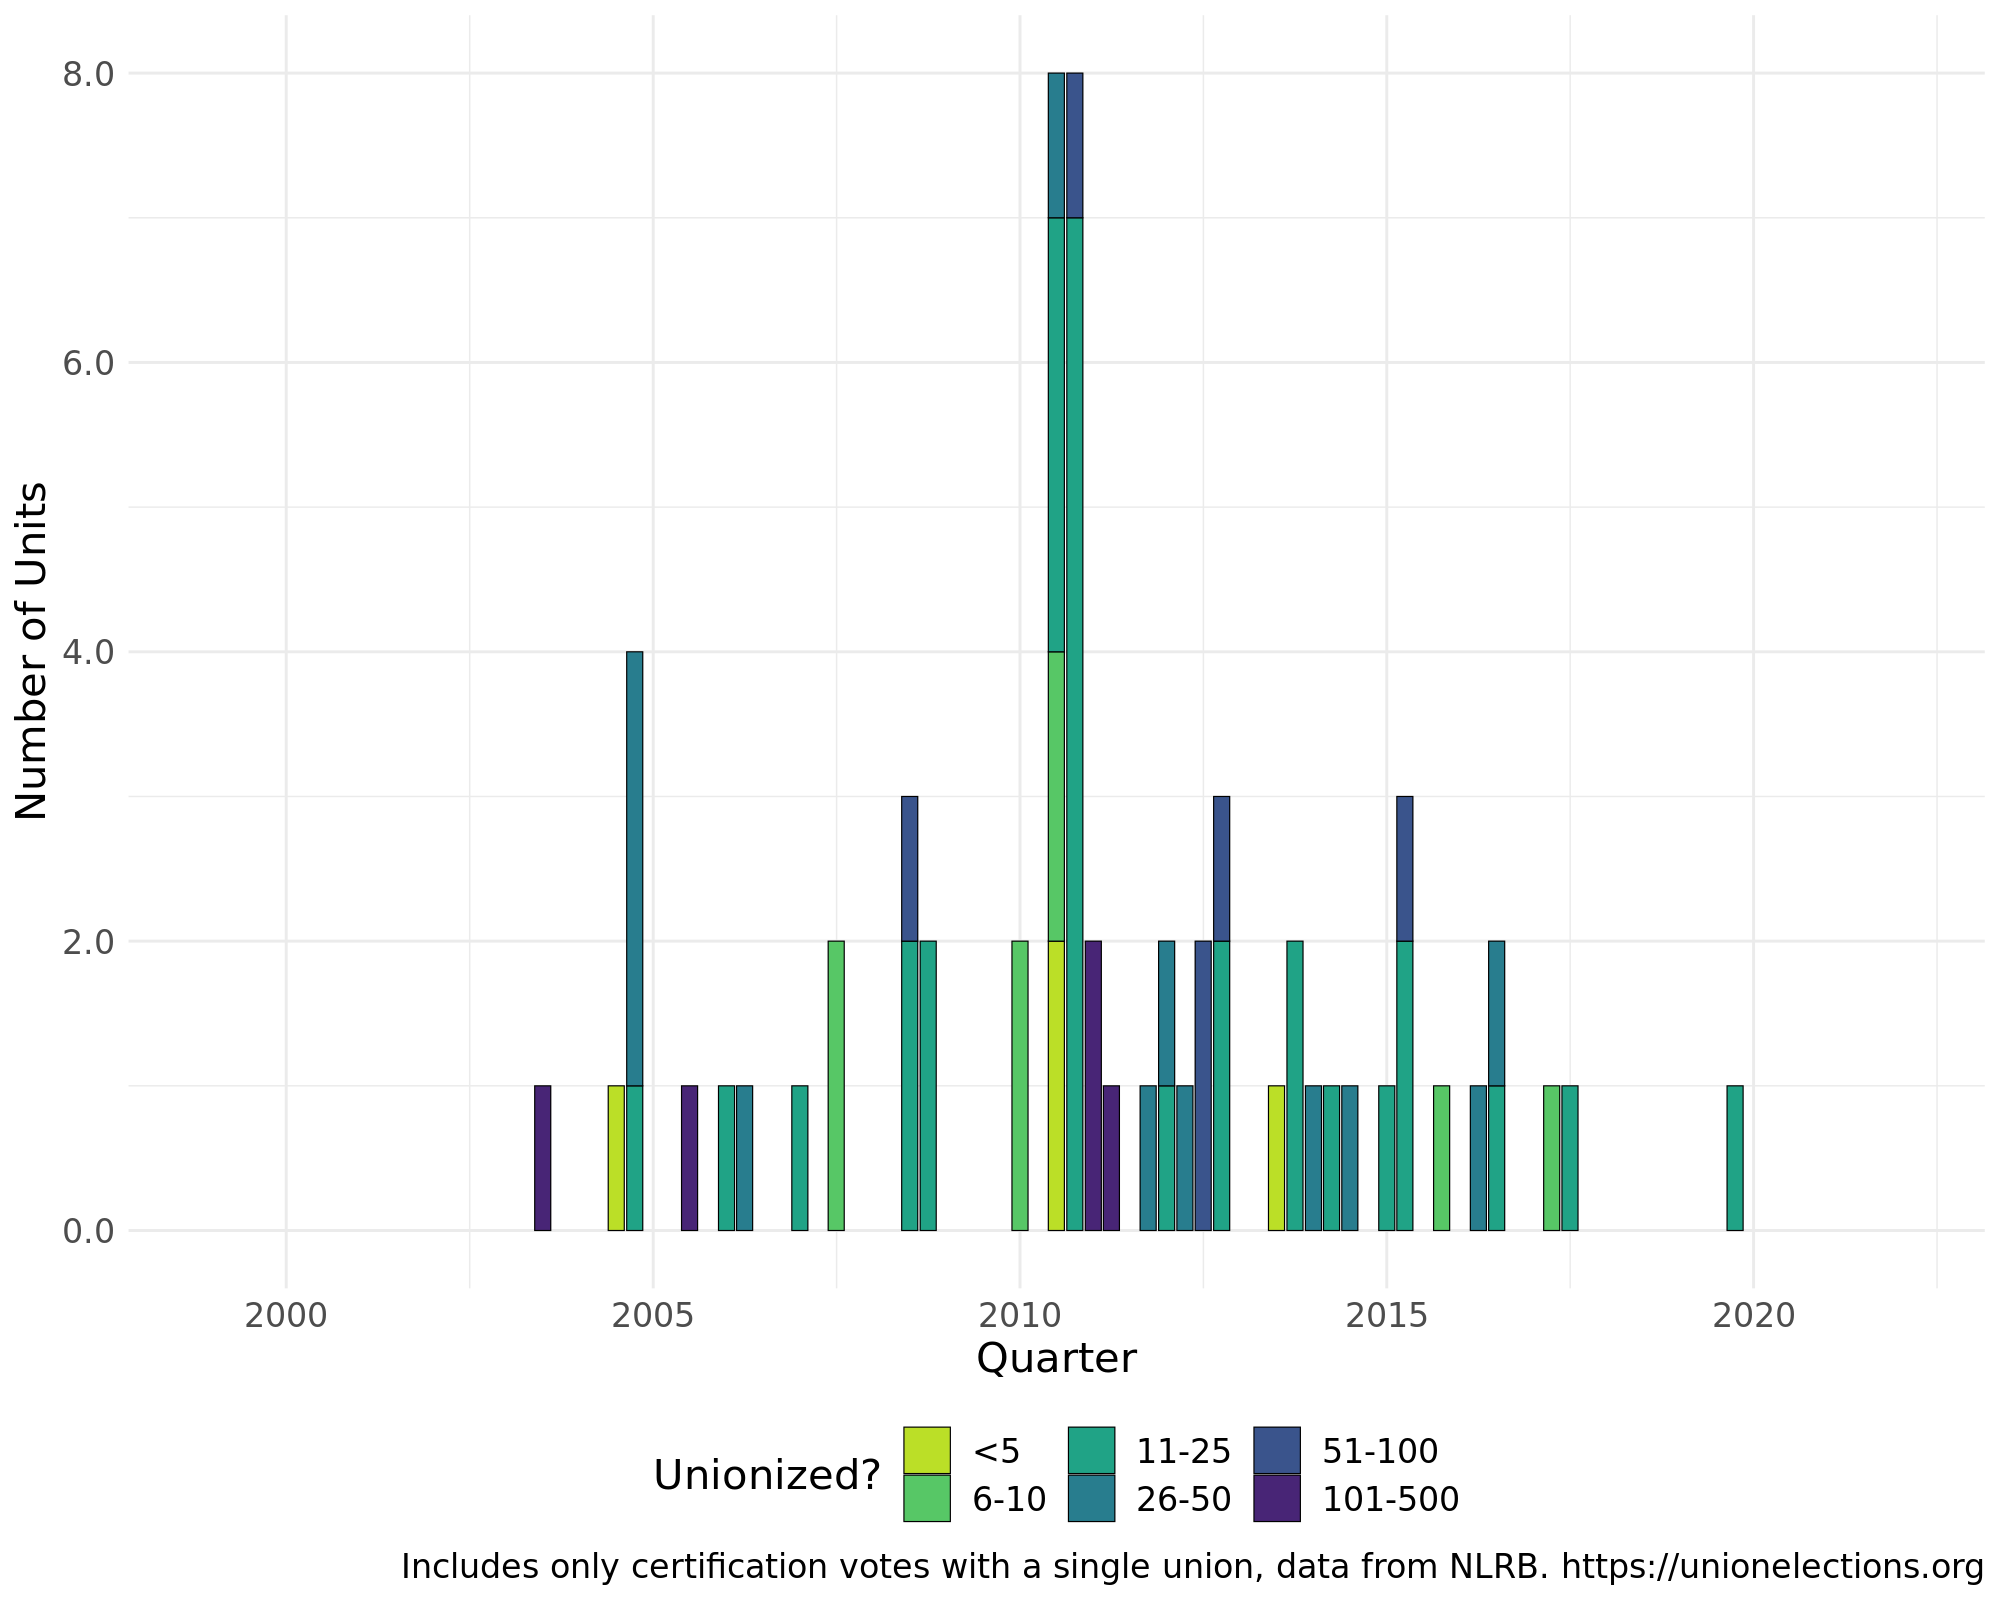 8.0
6.0
4.0
2.0
0.0
Number of Units
2000 2005 2010 2015 2020
Quarter
Unionized?
<5 11-25 51-100
6-10 26-50 101-500
Includes only certification votes with a single union, data from NLRB. https://unionelections.org